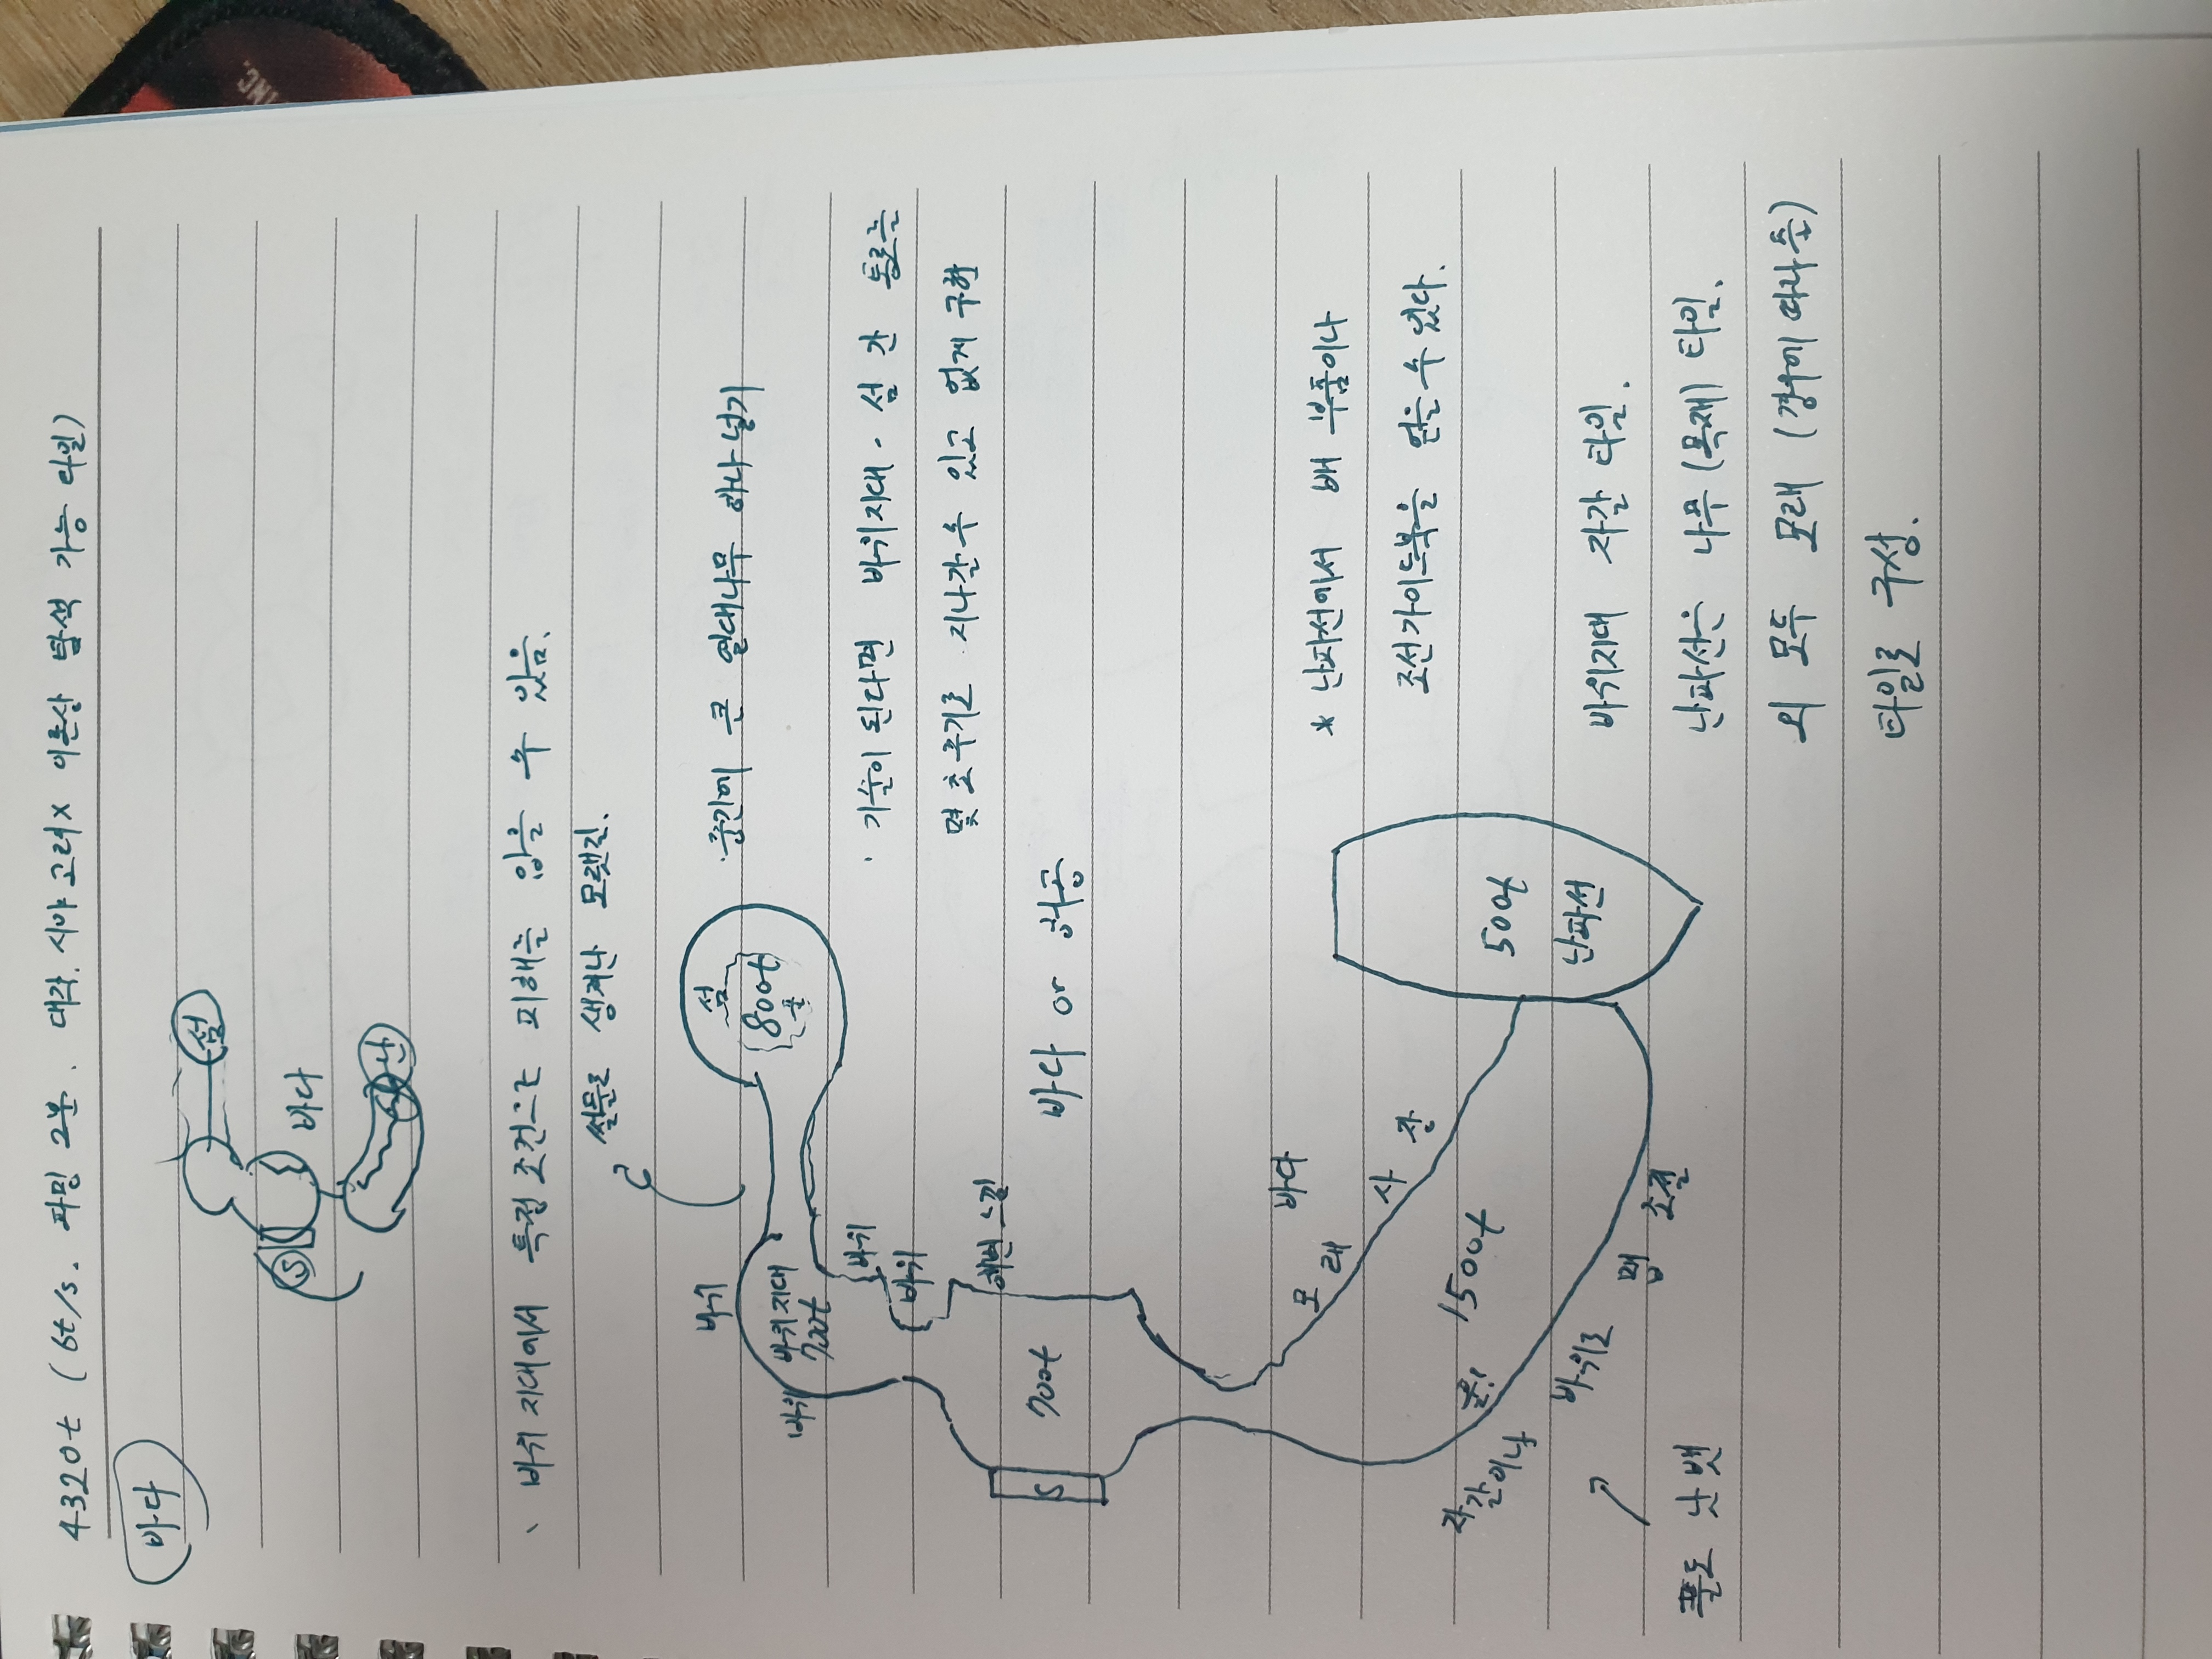 4320t (6t/s. 파밍 2분. 대각. 시야 고려X 이론상 탐색 가능 타일)
바다
섬
S
바다
난
바위 지대에서 특정 조건으로 피해를 입을 수 있음.
썰물로 생겨난 모랫길.
바위
섬
800t
풀
· 중간에 큰 열대나무 하나 넣기
바위
바위 지대
700t
바위
바위
· 기술이 된다면 바위지대 - 섬 간 통로는
몇 초 주기로 지나갈 수 있고 없게 구현
해변 느낌
S
700t
바다 or 허공
바다
모래사장
* 난파선에서 배 부품이나
조선가이드북을 얻을 수 있다.
1500t
풀!
자갈이나
바위로
맵 조절
500t
난파선
풀도 난 뱃
바위지대 자갈 타일.
난파선은 나무 (목재) 타일.
외 모두 모래 (경우에 따라 흙)
타일로 구성.
INC.